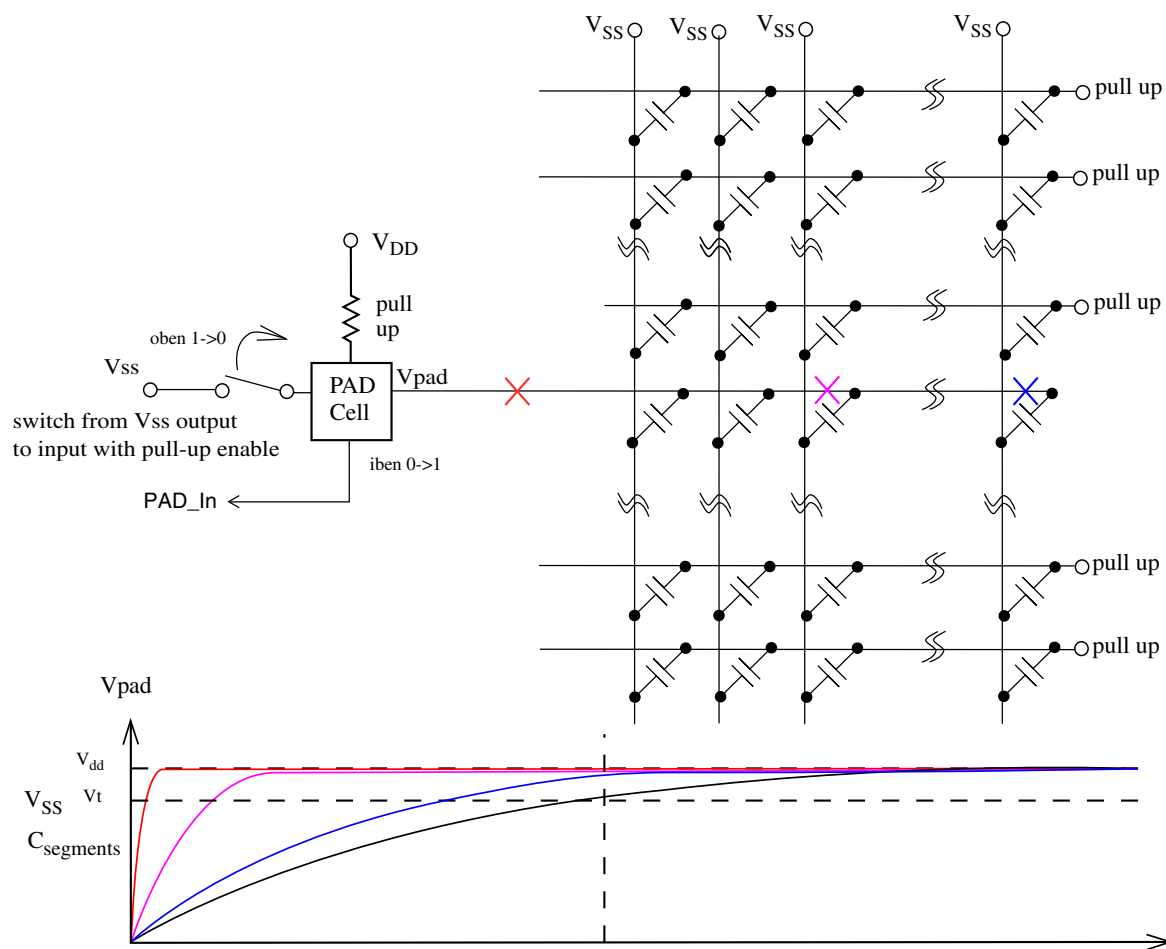 VSS VSS VSS VSS
pull up
pull up
VDD
pull
up
pull up
oben 1->0
Vss
PAD
Cell
Vpad
switch from Vss output
to input with pull-up enable
iben 0->1
PAD_In
pull up
pull up
Vpad
Vdd
VSS Vt
Csegments